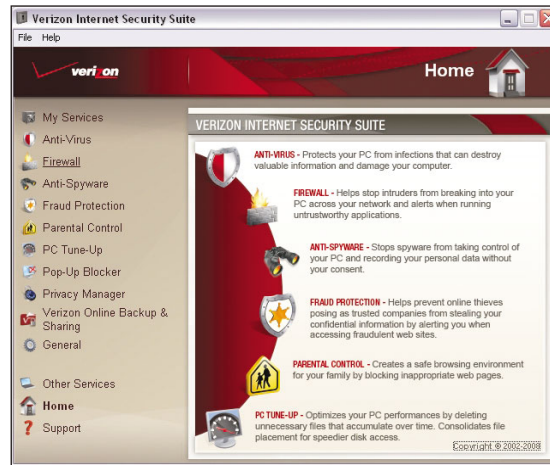 Verizon Internet Security Suite
File Help
verizon
Home
My Services
Anti-Virus
Firewall
Anti-Spyware
Fraud Protection
Parental Control
PC Tune-Up
Pop-Up Blocker
Privacy Manager
Verizon Online Backup &
Sharing
General
Other Services
Home
Support
VERIZON INTERNET SECURITY SUITE
ANTI-VIRUS - Protects your PC from infections that can destroy
valuable information and damage your computer.
FIREWALL - Helps stop intruders from breaking into your
PC across your network and alerts when running
untrustworthy applications.
ANTI-SPYWARE - Stops spyware from taking control of
your PC and recording your personal data without
your consent.
FRAUD PROTECTION - Helps prevent online thieves
posing as trusted companies from stealing your
confidential information by alerting you when
accessing fraudulent web sites.
PARENTAL CONTROL - Creates a safe browsing environment
for your family by blocking inappropriate web pages.
PC TUNE-UP - Optimizes your PC performances by deleting
unnecessary files that accumulate over time. Consolidates file
placement for speedier disk access.
Copyright © 2002-2008